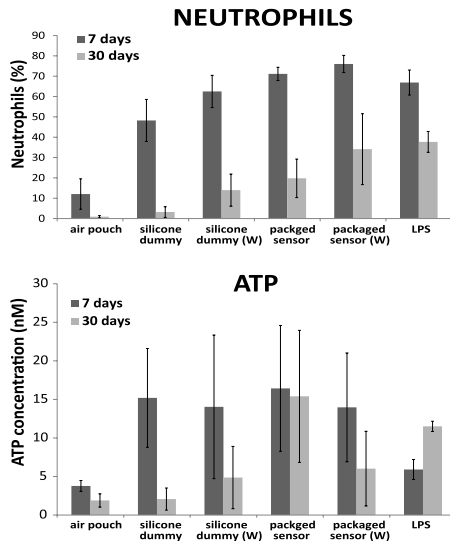 NEUTROPHILS
Neutrophils (%)
7 days
30 days
90
80
70
60
50
40
30
20
10
0
air pouch
silicone dummy
silicone dummy (W)
packged sensor
packaged sensor (W)
LPS
ATP
ATP concentration (nM)
7 days
30 days
30
25
20
15
10
5
0
air pouch
silicone dummy
silicone dummy (W)
packged sensor
packaged sensor (W)
LPS